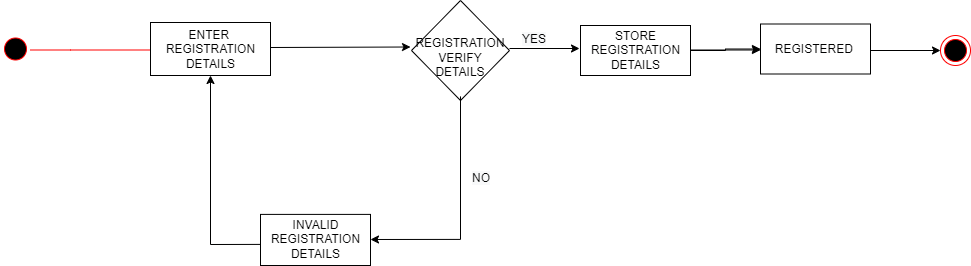 ENTER
REGISTRATION
DETAILS
REGISTRATION
VERIFY
DETAILS
YES
STORE
REGISTRATION
DETAILS
REGISTERED
NO
INVALID
REGISTRATION
DETAILS